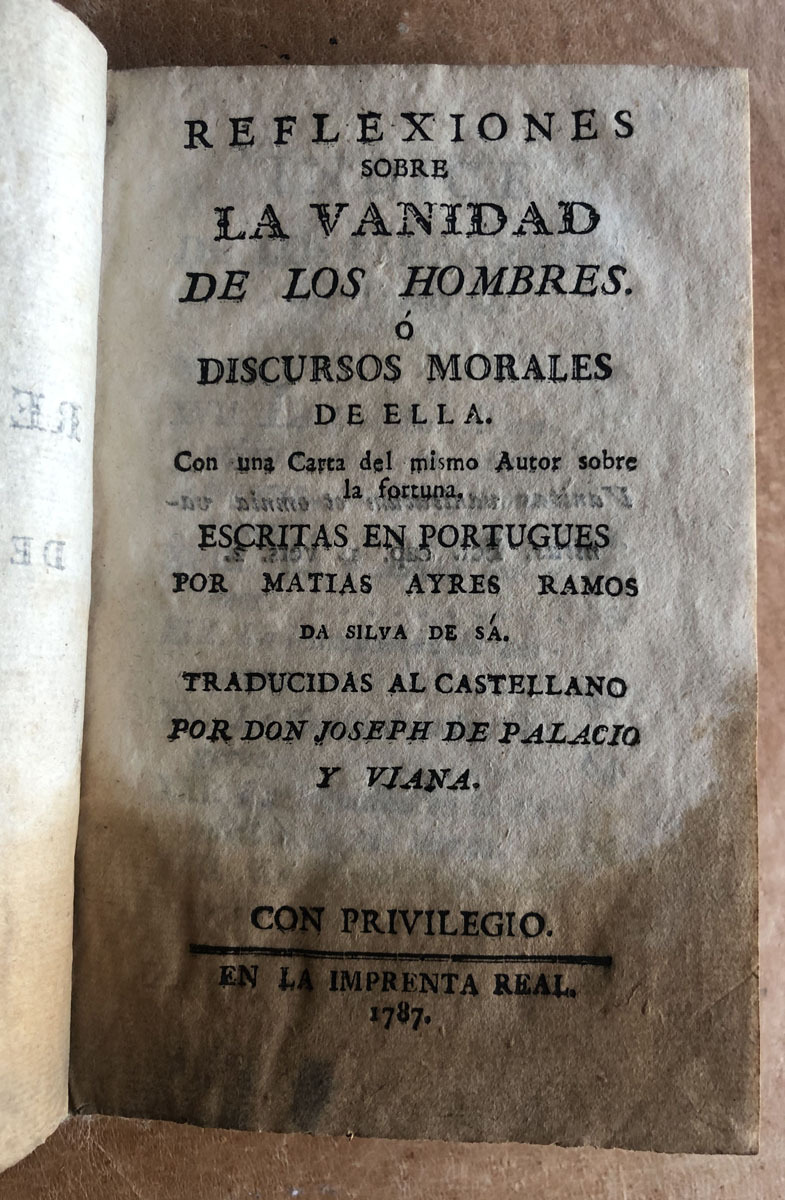 REFLEXIONES
SOBRE
LA VANIDAD
DE LOS HOMBRES.
Ó
DISCURSOS MORALES
DE ELLA.
Con una Carta del mismo Autor sobre
la fortuna.
ESCRITAS EN PORTUGUES
POR MATIAS AYRES RAMOS
DA SILVA DE SÁ.
TRADUCIDAS AL CASTELLANO
POR DON JOSEPH DE PALACIO
Y VIANA.
CON PRIVILEGIO.
EN LA IMPRENTA REAL.
1787.